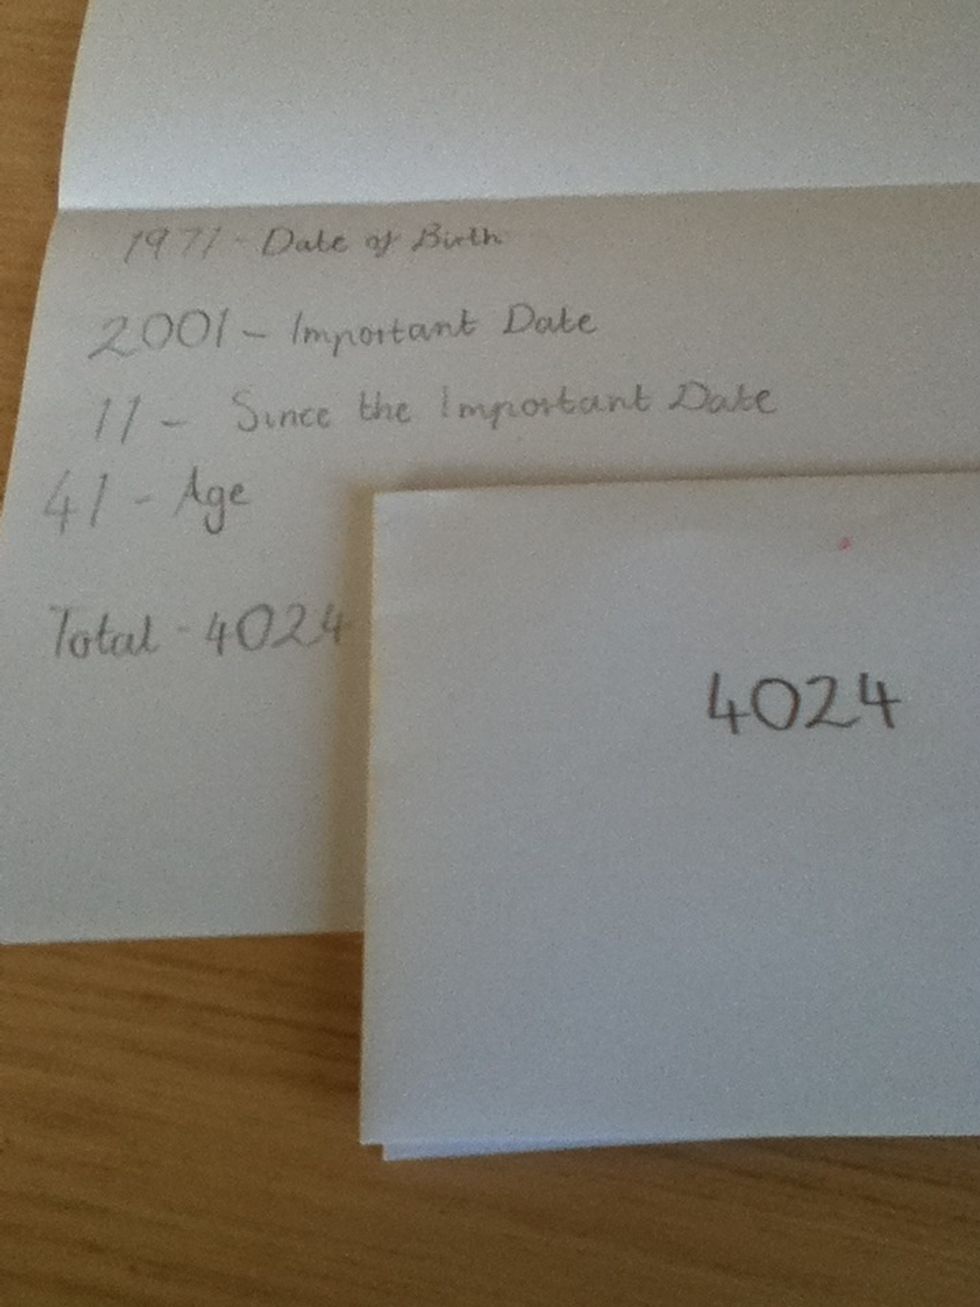 1971 - Date of Birth
2001 - Important Date
11 - Since the Important Date
41 - Age
Total - 4024
4024